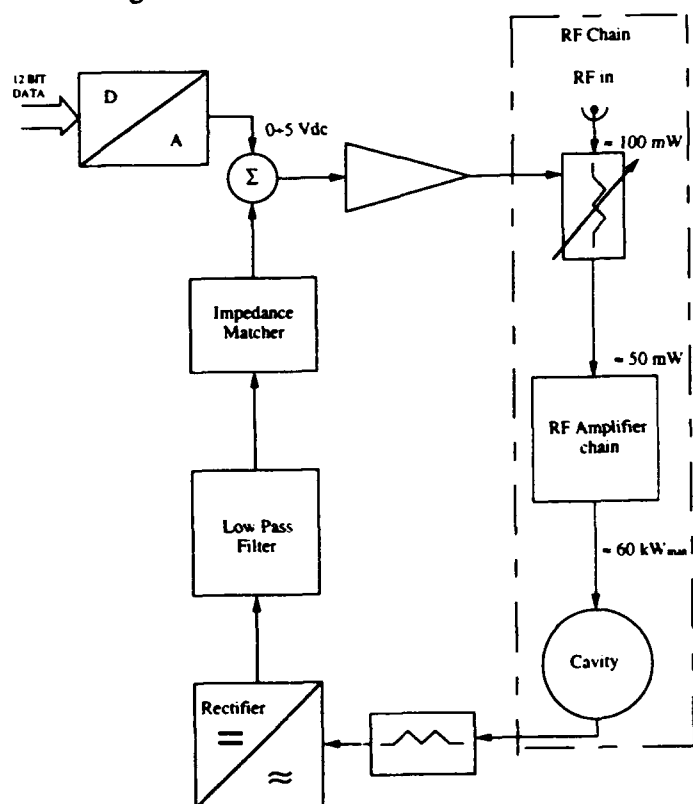 RF Chain
RF in
12 BIT
DATA
D
A
0÷5 Vdc
≈ 100 mW
Σ
Impedance
Matcher
≈ 50 mW
RF Amplifier
chain
Low Pass
Filter
≈ 60 kW
Cavity
Rectifier
=
≈